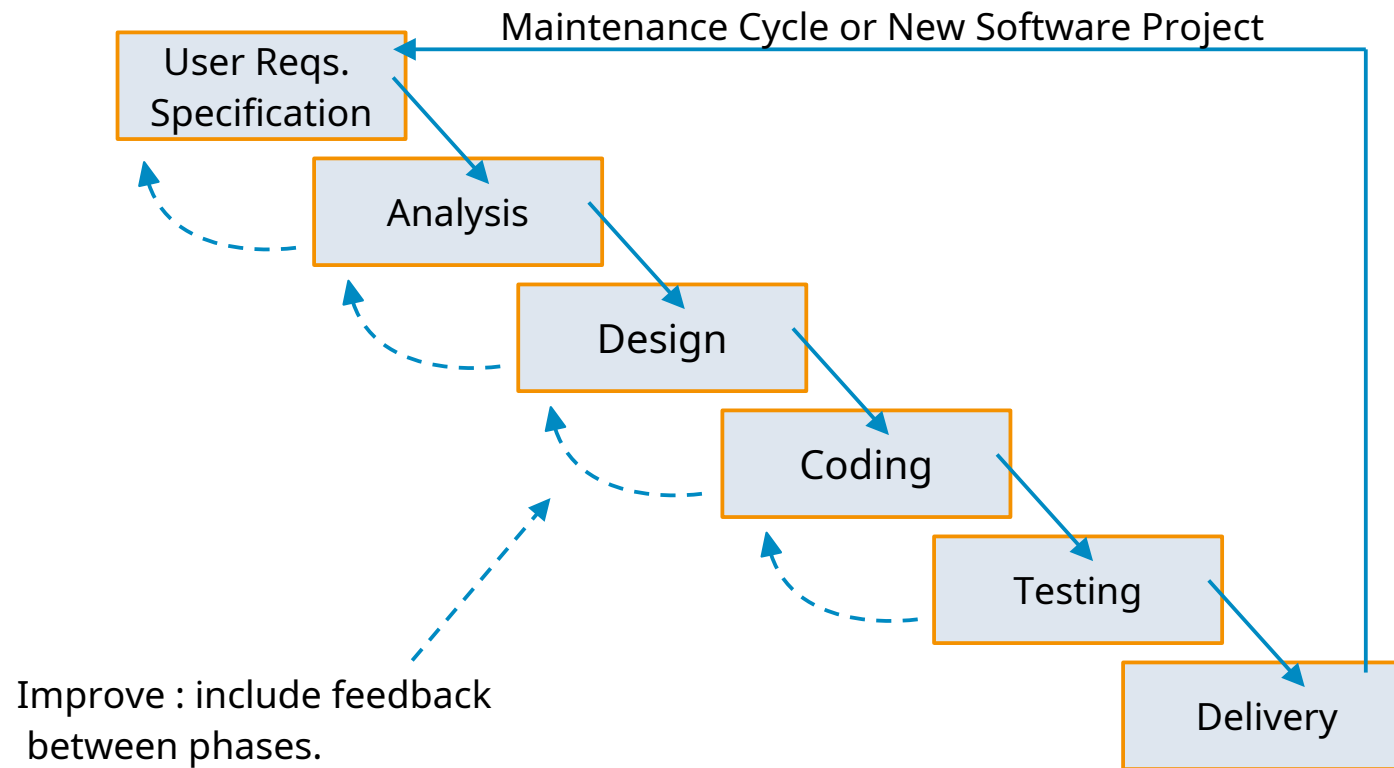 Maintenance Cycle or New Software Project
User Reqs.
Specification
Analysis
Design
Coding
Testing
Delivery
Improve : include feedback
between phases.